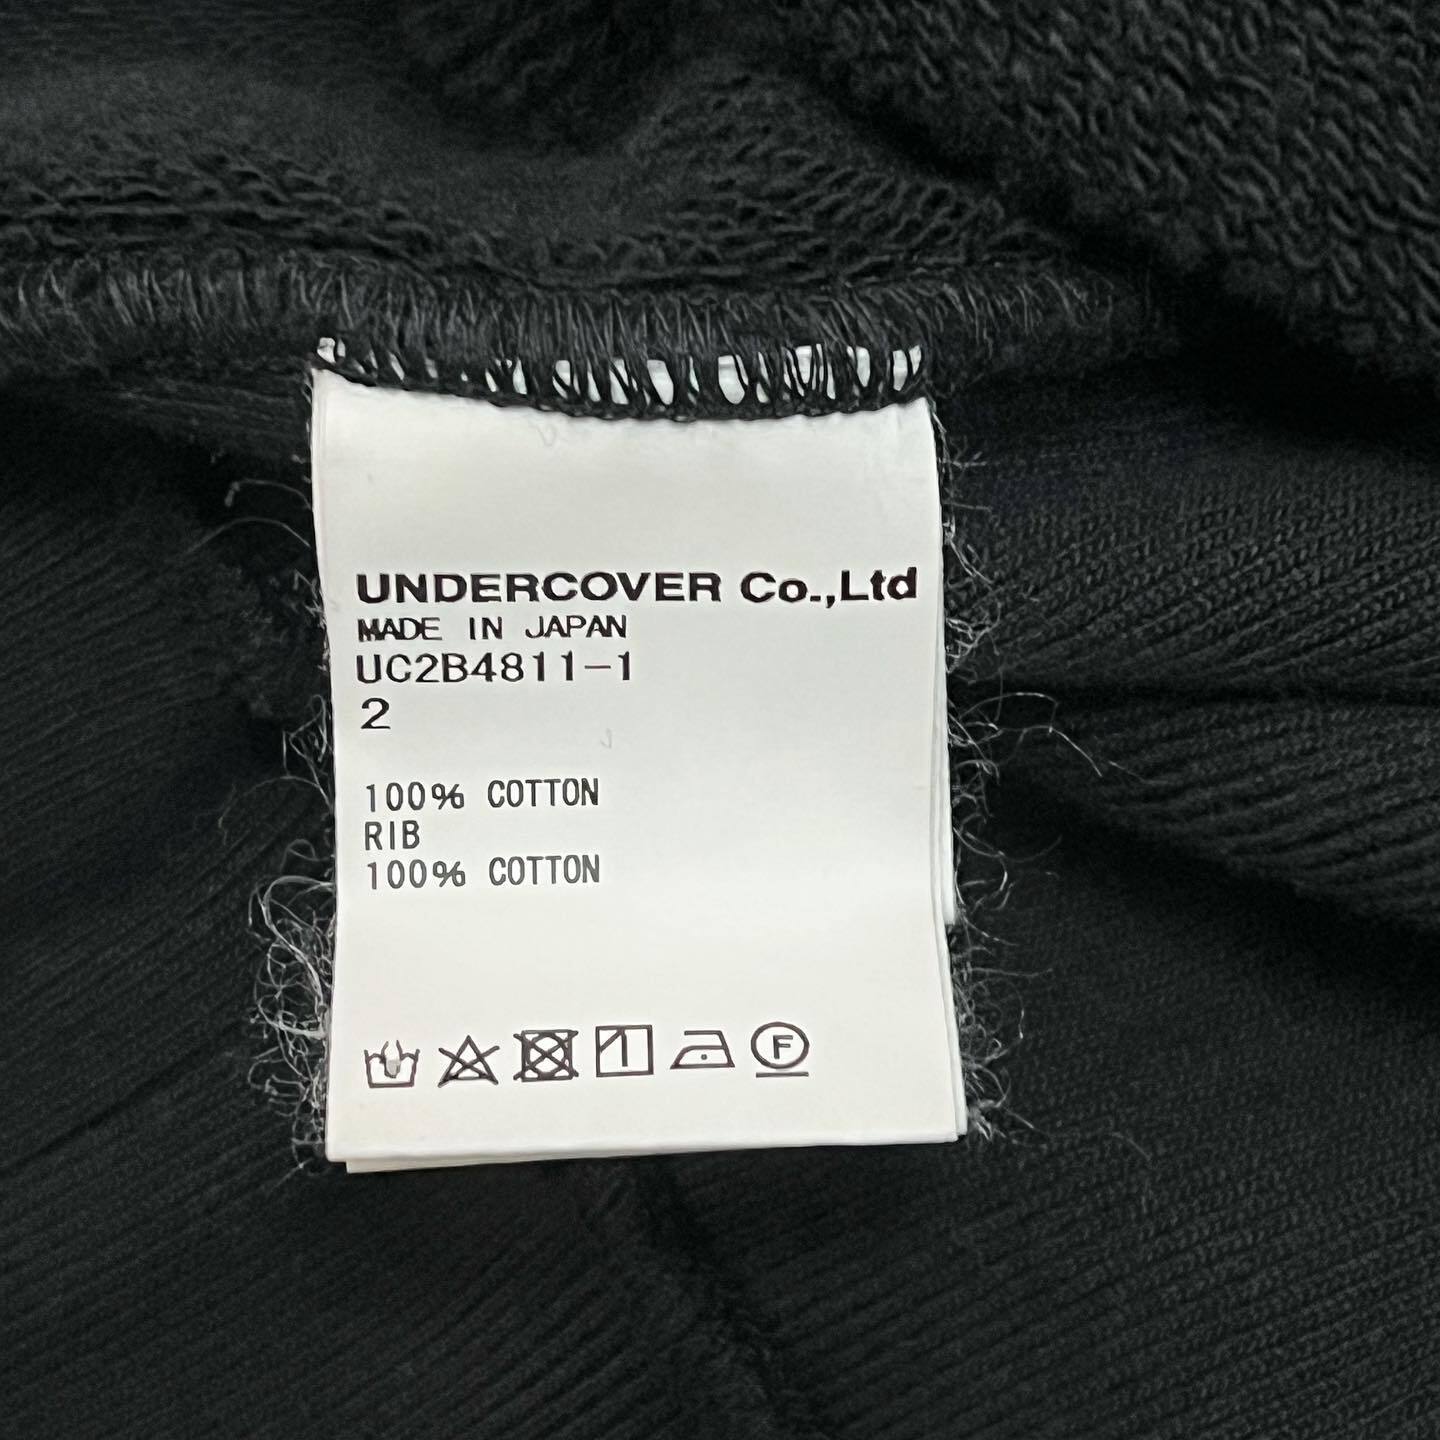 UNDERCOVER Co.,Ltd
MADE IN JAPAN
UC2B4811-1
2
100% COTTON
RIB
100% COTTON
F